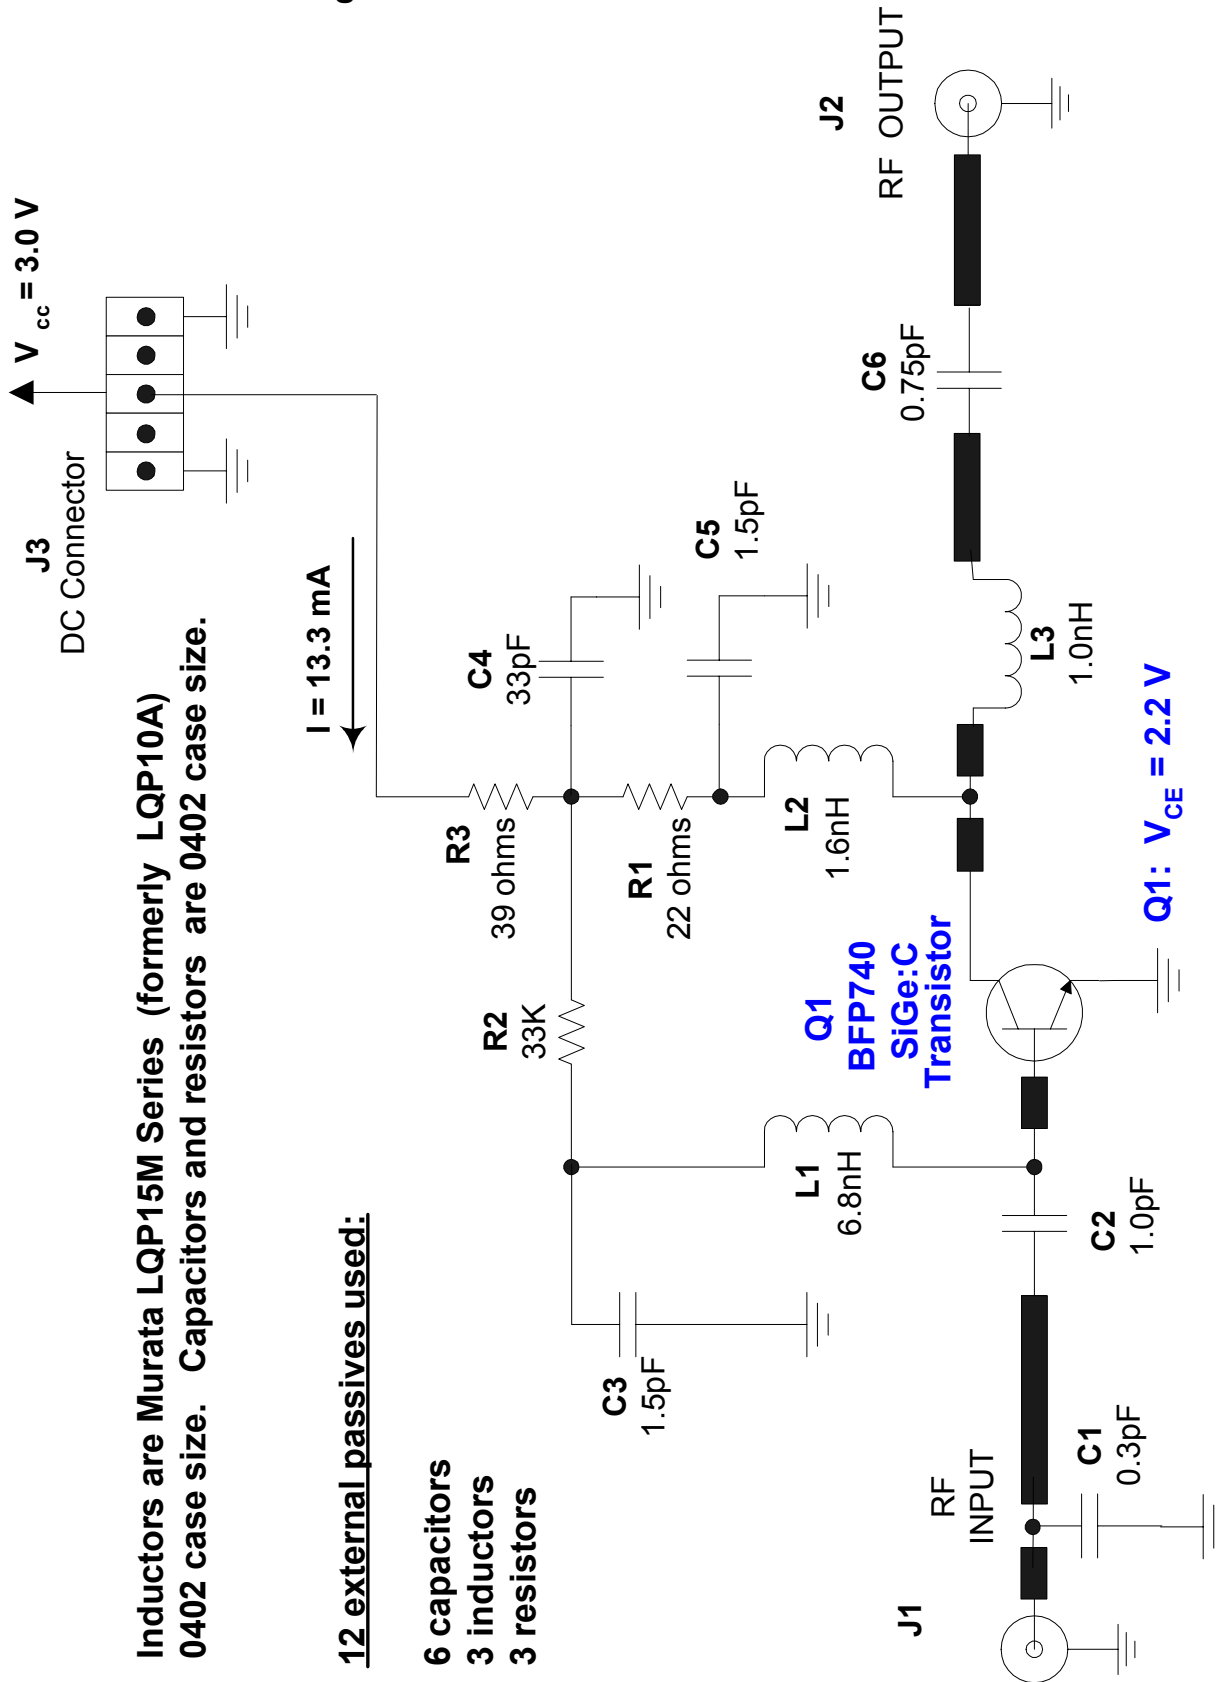 g
Inductors are Murata LQP15M Series (formerly LQP10A)
0402 case size. Capacitors and resistors are 0402 case size.
12 external passives used:
6 capacitors
3 inductors
3 resistors
J3
DC Connector
V cc = 3.0 V
I = 13.3 mA
R3
39 ohms
C4
33pF
R2
33K
R1
22 ohms
C5
1.5pF
C3
1.5pF
L1
6.8nH
L2
1.6nH
L3
1.0nH
C6
0.75pF
J2
RF OUTPUT
Q1
BFP740
SiGe:C
Transistor
Q1: VCE = 2.2 V
C2
1.0pF
RF
INPUT
C1
0.3pF
J1